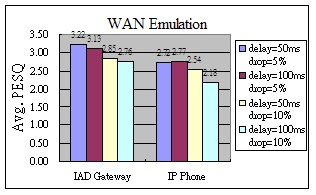 WAN Emulation
Avg. PESQ
3.50
3.00
2.50
2.00
1.50
1.00
0.50
0.00
3.22
3.13
2.85
2.76
2.72
2.77
2.54
2.18
IAD Gateway
IP Phone
delay=50ms
drop=5%
delay=100ms
drop=5%
delay=50ms
drop=10%
delay=100ms
drop=10%